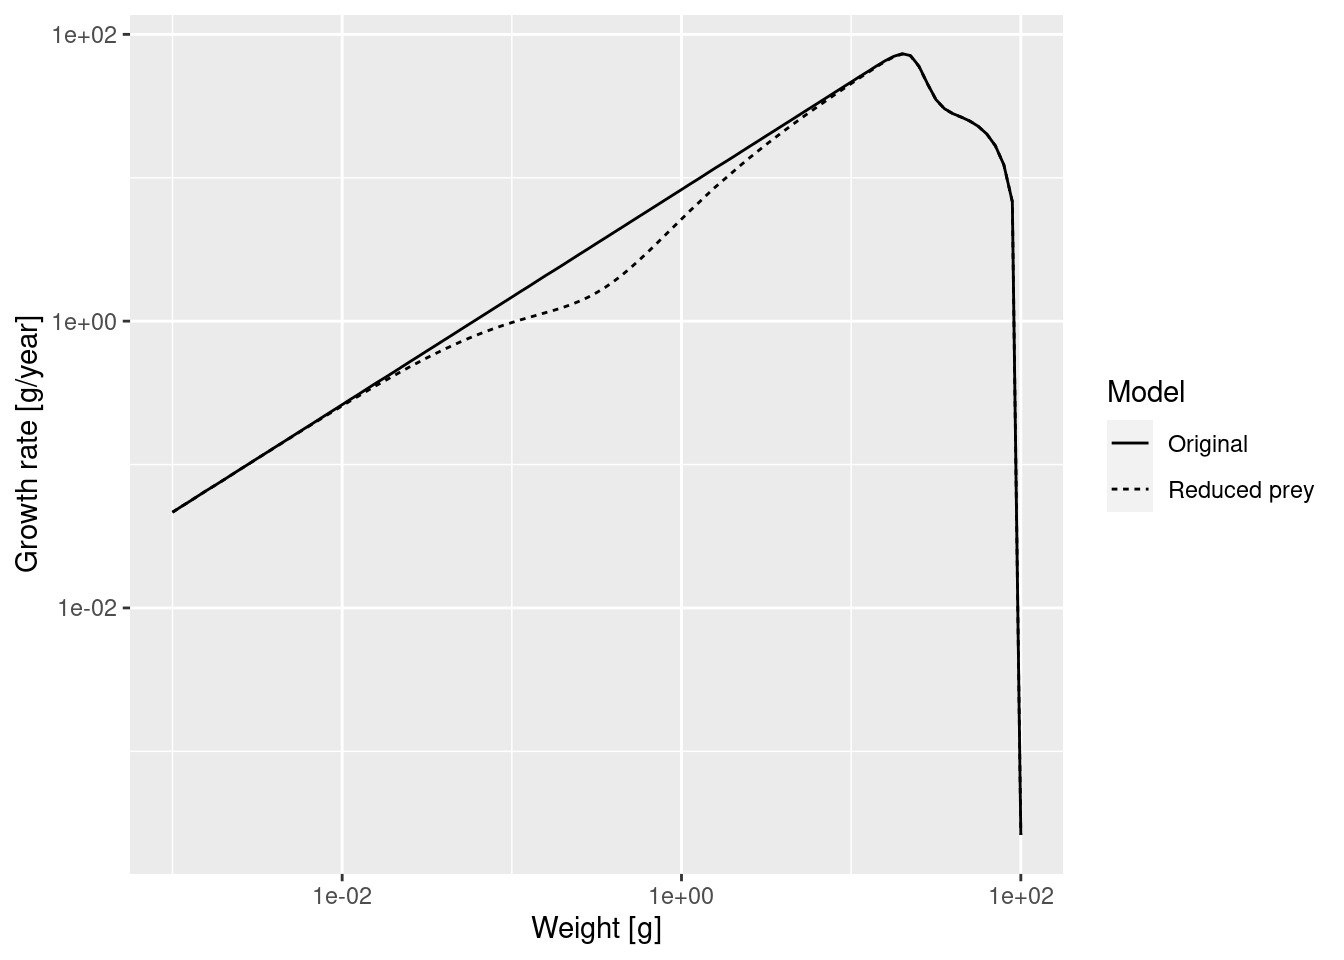 1e+02
1e+00
1e-02
Growth rate [g/year]
1e-02
1e+00
1e+02
Weight [g]
Model
Original
Reduced prey